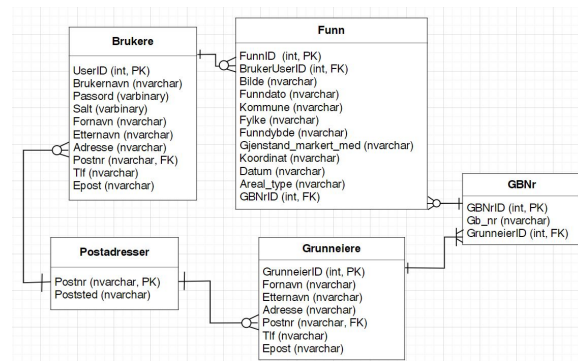 Brukere
UserID (int, PK)
Brukernavn (nvarchar)
Passord (varbinary)
Salt (varbinary)
Fornavn (nvarchar)
Etternavn (nvarchar)
Adresse (nvarchar)
Postnr (nvarchar, FK)
Tlf (nvarchar)
Epost (nvarchar)
Funn
FunnID (int, PK)
BrukerUserID (int, FK)
Bilde (nvarchar)
Funndato (nvarchar)
Kommune (nvarchar)
Fylke (nvarchar)
Funndybde (nvarchar)
Gjenstand_markert_med (nvarchar)
Koordinat (nvarchar)
Datum (nvarchar)
Areal_type (nvarchar)
GBNrID (int, FK)
GBNr
GBNrID (int, PK)
Gb_nr (nvarchar)
GrunneierID (int, FK)
Postadresser
Postnr (nvarchar, PK)
Poststed (nvarchar)
Grunneiere
GrunneierID (int, PK)
Fornavn (nvarchar)
Etternavn (nvarchar)
Adresse (nvarchar)
Postnr (nvarchar, FK)
Tlf (nvarchar)
Epost (nvarchar)